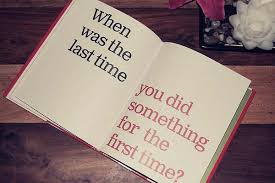 When
was the
last time
you did
something
for the
first time?